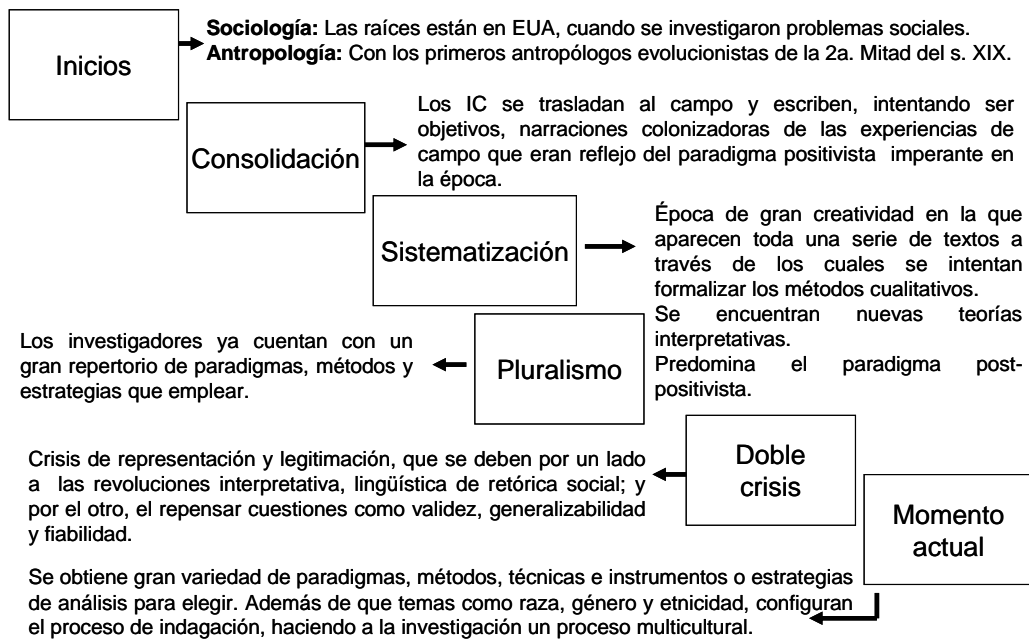 Inicios
Sociología: Las raíces están en EUA, cuando se investigaron problemas sociales.
Antropología: Con los primeros antropólogos evolucionistas de la 2a. Mitad del s. XIX.
Consolidación
Los IC se trasladan al campo y escriben, intentando ser
objetivos, narraciones colonizadoras de las experiencias de
campo que eran reflejo del paradigma positivista imperante en
la época.
Sistematización
Época de gran creatividad en la que
aparecen toda una serie de textos a
través de los cuales se intentan
formalizar los métodos cualitativos.
Se encuentran nuevas teorías
interpretativas.
Predomina el paradigma post-
positivista.
Pluralismo
Los investigadores ya cuentan con un
gran repertorio de paradigmas, métodos y
estrategias que emplear.
Doble
crisis
Crisis de representación y legitimación, que se deben por un lado
a las revoluciones interpretativa, lingüística de retórica social; y
por el otro, el repensar cuestiones como validez, generalizabilidad
y fiabilidad.
Momento
actual
Se obtiene gran variedad de paradigmas, métodos, técnicas e instrumentos o estrategias
de análisis para elegir. Además de que temas como raza, género y etnicidad, configuran
el proceso de indagación, haciendo a la investigación un proceso multicultural.